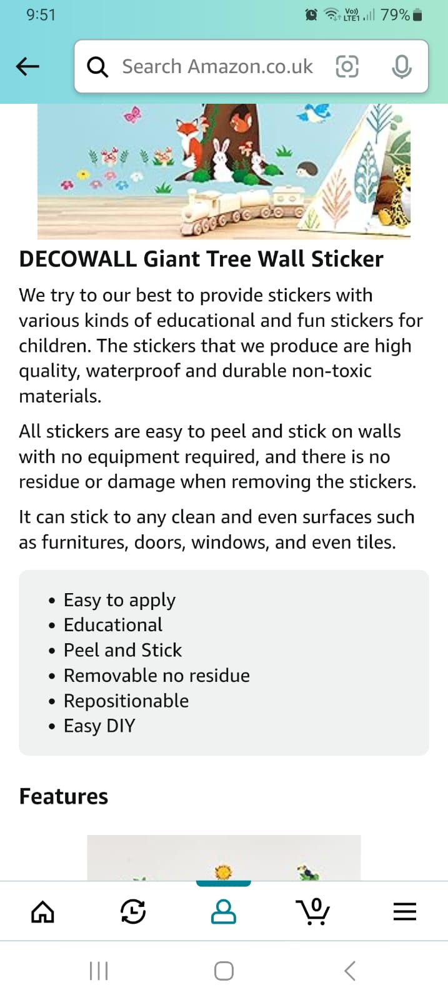 9:51
Vo))
LTE1
79%
Search Amazon.co.uk
DECOWALL Giant Tree Wall Sticker
We try to our best to provide stickers with
various kinds of educational and fun stickers for
children. The stickers that we produce are high
quality, waterproof and durable non-toxic
materials.
All stickers are easy to peel and stick on walls
with no equipment required, and there is no
residue or damage when removing the stickers.
It can stick to any clean and even surfaces such
as furnitures, doors, windows, and even tiles.
• Easy to apply
• Educational
• Peel and Stick
• Removable no residue
• Repositionable
• Easy DIY
Features
0